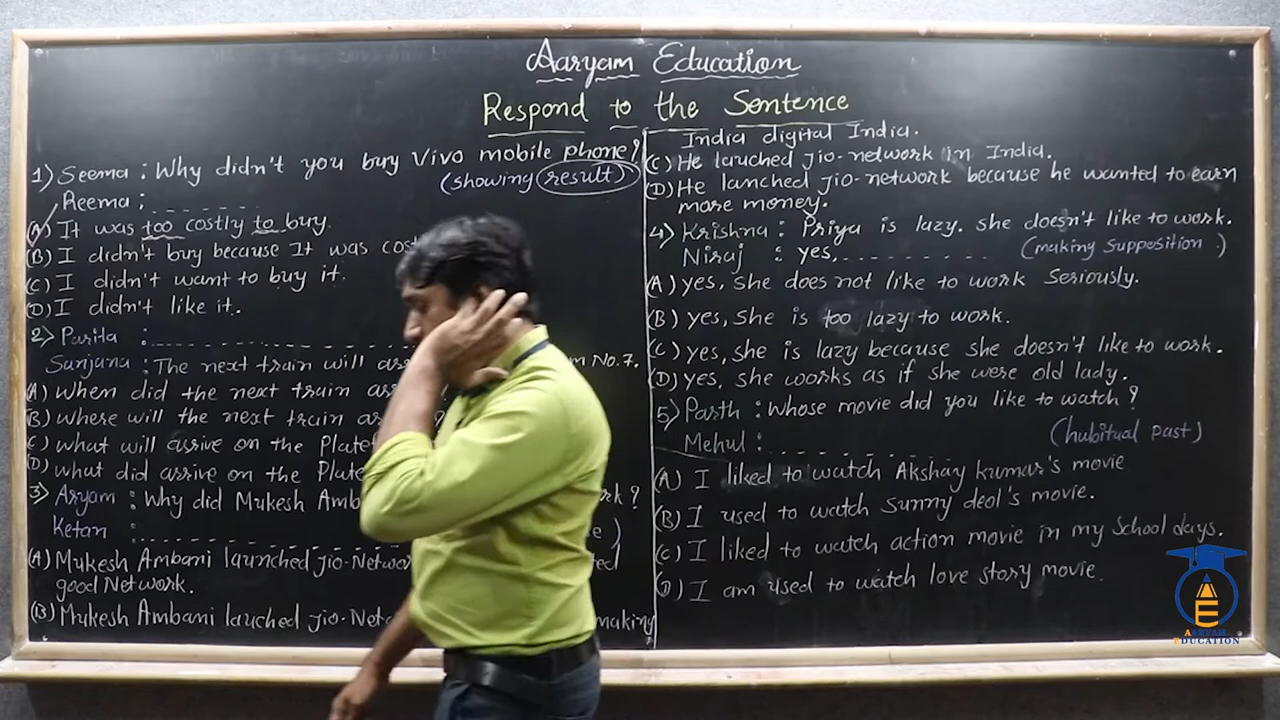 Aaryam Education
Respond to the Sentence
1) Seema : Why didn't you buy Vivo mobile phone?
(showing result)
Reema : - - - - - - -
(A) It was too costly to buy.
(B) I didn't buy because It was
(C) I didn't want to buy it.
(D) I didn't like it.
2) Parita : - - - - - - - - - - - -
Sanjana : The next train will No.7.
(A) when did the next train
(B) where will the next train ?
(C) what will arrive on the
(D) what did arrive on the
3) Aryam : Why did Mukesh ?
Ketan : - - - - - - - - - - - - )
(A) Mukesh Ambani launched Jio-
good Network.
(B) Mukesh Ambani lauched Jio- making
India digital India.
(C) He lauched Jio-network in India.
(D) He lanched Jio-network because he wanted to earn
more money.
4) Krishna : Priya is lazy. she doesn't like to work.
Niraj : yes, - - - - - - - - - (making supposition.)
(A) yes, she does not like to work Seriously.
(B) yes, she is too lazy to work.
(C) yes, she is lazy because she doesn't like to work.
(D) yes, she works as if she were old lady.
5) Parth : Whose movie did you like to watch?
Mehul : - - - - - - - - - - - (hubitual past)
(A) I liked to watch Akshay kumar's movie
(B) I used to watch Sunny deol's movie.
(C) I liked to watch action movie in my School days.
(D) I am used to watch love story movie.
AARYAM
EDUCATION